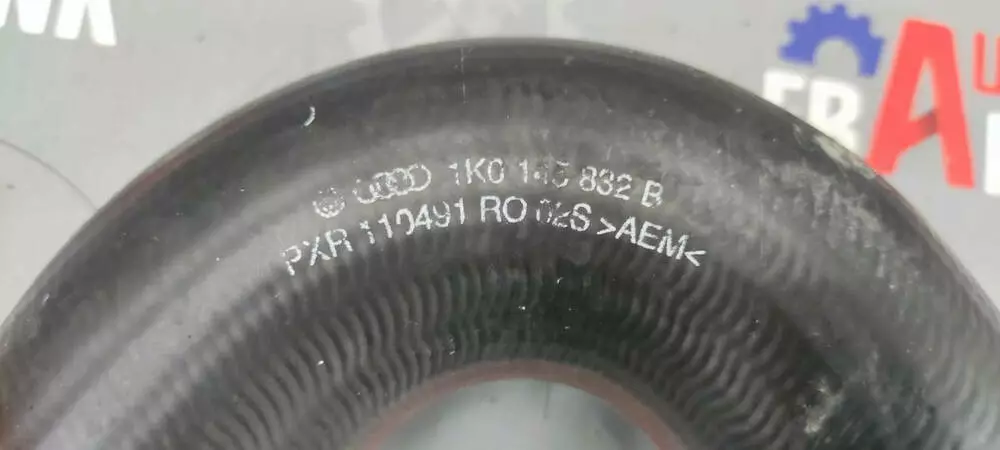 1K0 145 832 B
PXR 110491 RO 02S >AEM<